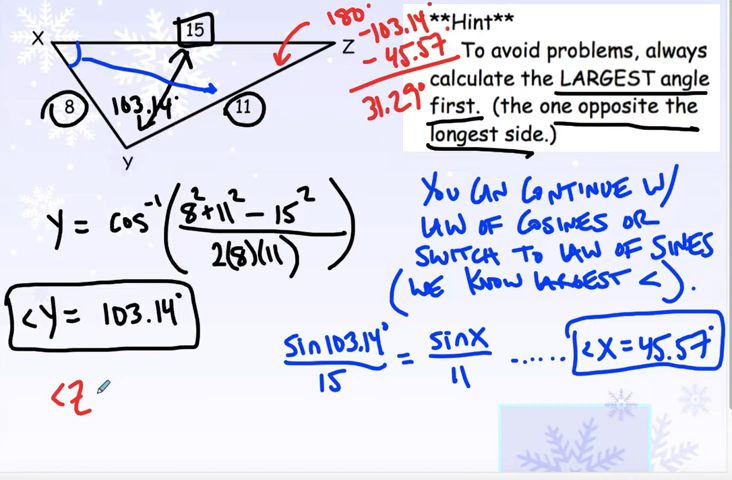 X
15
Z
8
103.14°
11
Y
180°
-103.14°
- 45.57
31.29°
**Hint**
To avoid problems, always
calculate the LARGEST angle
first. (the one opposite the
longest side.)
Y = cos⁻¹(8²+11²-15² / 2(8)(11))
<Y = 103.14°
YOU CAN CONTINUE W/
LAW OF COSINES OR
SWITCH TO LAW OF SINES
(WE KNOW LARGEST <).
sin103.14° / 15 = sinX / 11 ...... <X = 45.57°
<Z